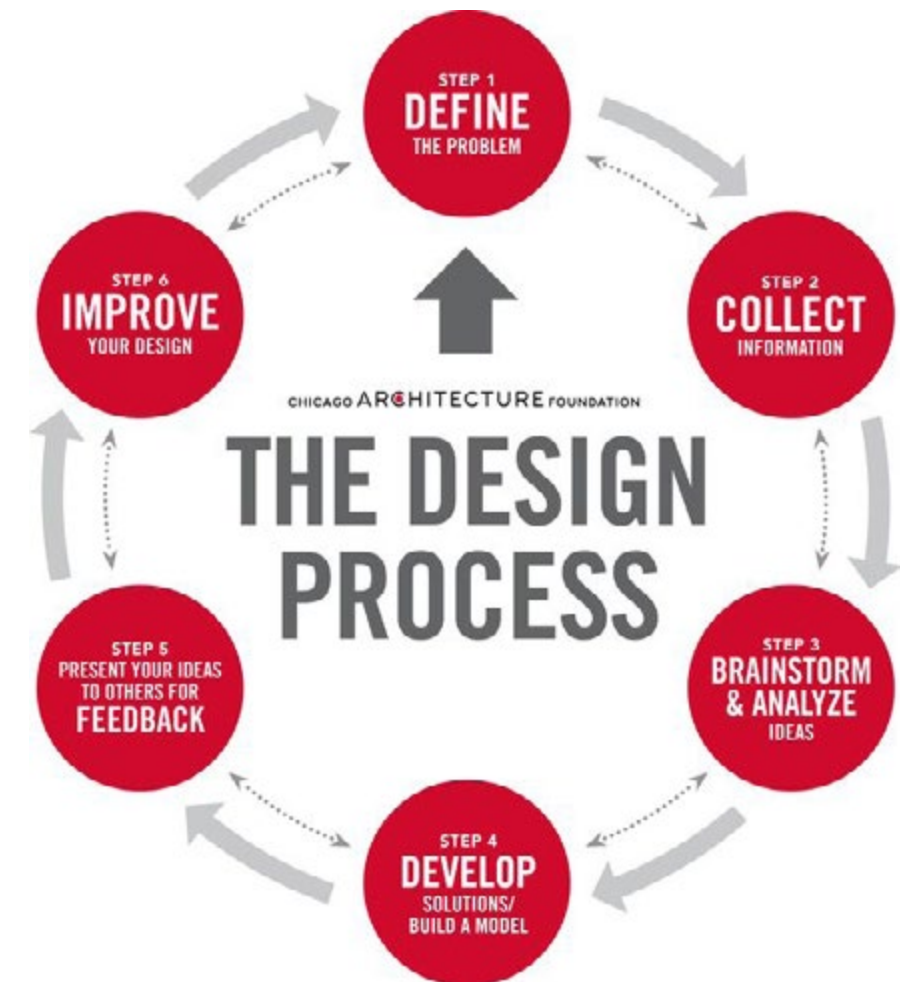 STEP 1
DEFINE
THE PROBLEM
STEP 2
COLLECT
INFORMATION
STEP 3
BRAINSTORM
& ANALYZE
IDEAS
STEP 4
DEVELOP
SOLUTIONS/
BUILD A MODEL
STEP 5
PRESENT YOUR IDEAS
TO OTHERS FOR
FEEDBACK
STEP 6
IMPROVE
YOUR DESIGN
CHICAGO ARCHITECTURE FOUNDATION
THE DESIGN
PROCESS